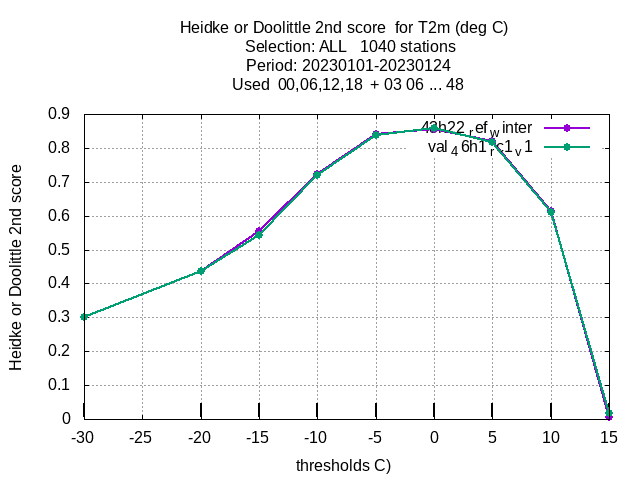 Heidke or Doolittle 2nd score  for T2m (deg C)
Selection: ALL   1040 stations
Period: 20230101-20230124
Used  00,06,12,18  + 03 06 ... 48
0.9
0.8
0.7
0.6
0.5
0.4
0.3
0.2
0.1
0
Heidke or Doolittle 2nd score
43h22refwinter
val46h1rc1v1
-30 -25 -20 -15 -10 -5 0 5 10 15
thresholds C)